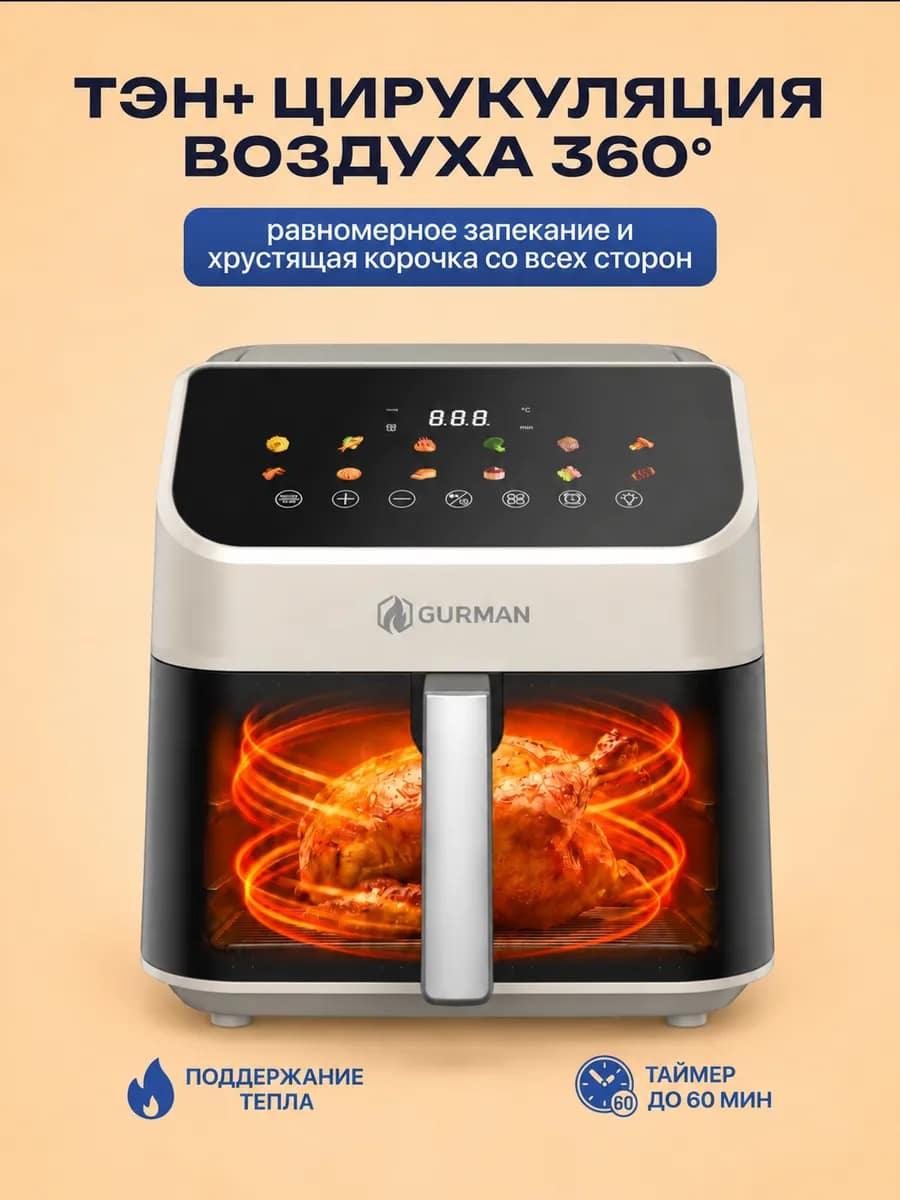 ТЭН+ ЦИРУКУЛЯЦИЯ
ВОЗДУХА 360°
равномерное запекание и
хрустящая корочка со всех сторон
8.8.8.
°C
min
GURMAN
ПОДДЕРЖАНИЕ
ТЕПЛА
60
ТАЙМЕР
ДО 60 МИН